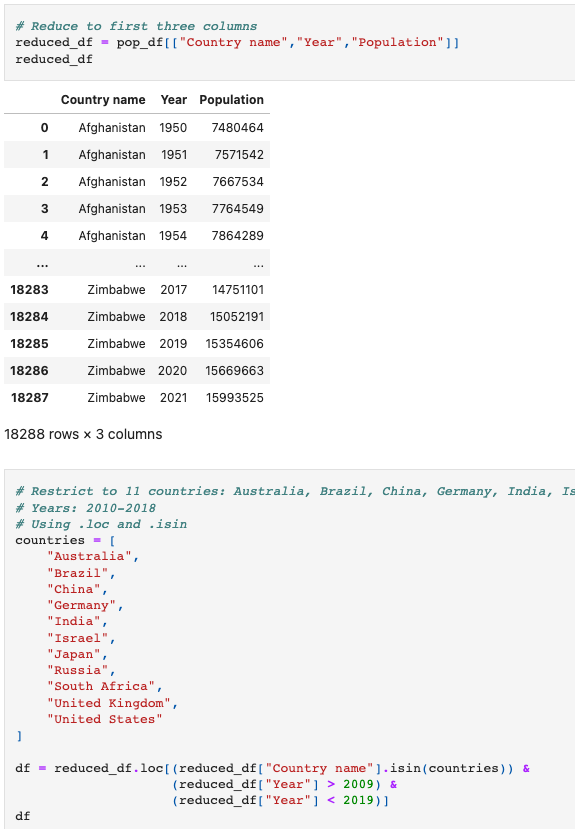 # Reduce to first three columns
reduced_df = pop_df[["Country name","Year","Population"]]
reduced_df
Country name Year Population
0 Afghanistan 1950 7480464
1 Afghanistan 1951 7571542
2 Afghanistan 1952 7667534
3 Afghanistan 1953 7764549
4 Afghanistan 1954 7864289
... ... ... ...
18283 Zimbabwe 2017 14751101
18284 Zimbabwe 2018 15052191
18285 Zimbabwe 2019 15354606
18286 Zimbabwe 2020 15669663
18287 Zimbabwe 2021 15993525
18288 rows × 3 columns
# Restrict to 11 countries: Australia, Brazil, China, Germany, India, Is
# Years: 2010-2018
# Using .loc and .isin
countries = [
    "Australia",
    "Brazil",
    "China",
    "Germany",
    "India",
    "Israel",
    "Japan",
    "Russia",
    "South Africa",
    "United Kingdom",
    "United States"
]
df = reduced_df.loc[(reduced_df["Country name"].isin(countries)) &
                    (reduced_df["Year"] > 2009) &
                    (reduced_df["Year"] < 2019)]
df